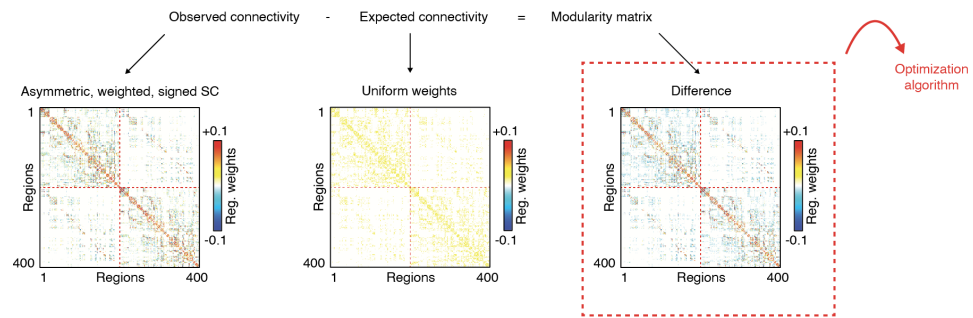 Observed connectivity - Expected connectivity = Modularity matrix
Optimization
algorithm
Asymmetric, weighted, signed SC
1
Regions
400
1
Regions
400
+0.1
Reg. weights
-0.1
Uniform weights
1
Regions
400
1
Regions
400
+0.1
Reg. weights
-0.1
Difference
1
Regions
400
1
Regions
400
+0.1
Reg. weights
-0.1